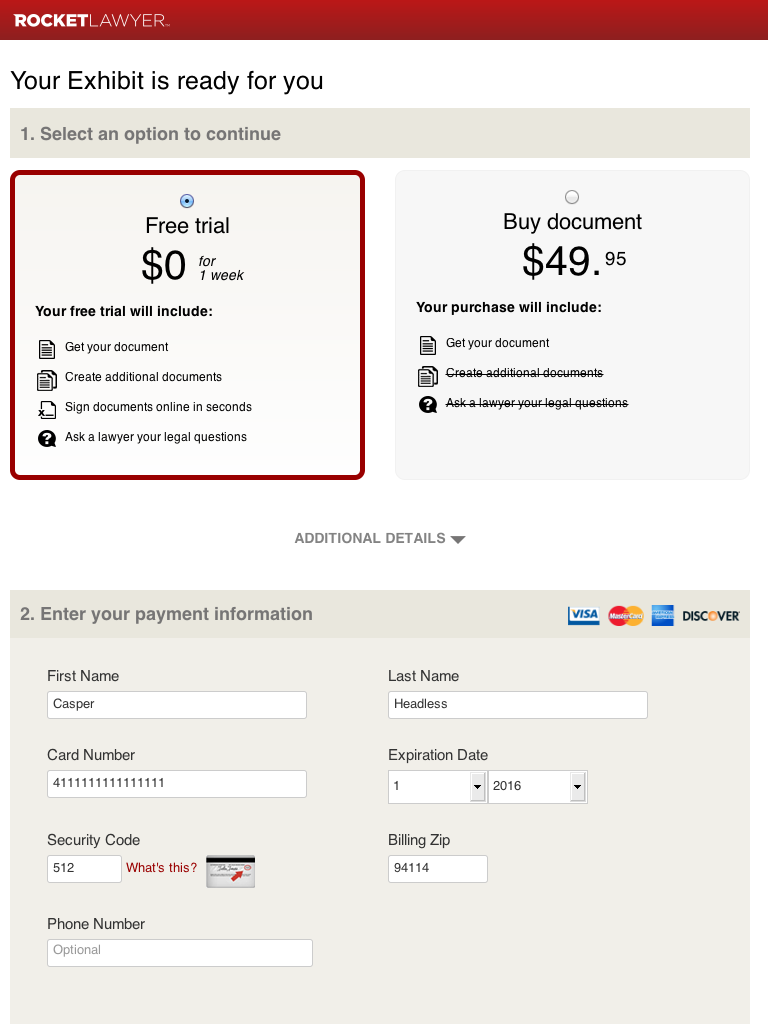 ROCKETLAWYER
Your Exhibit is ready for you
1. Select an option to continue
Free trial
$0 for
1 week
Your free trial will include:
Get your document
Create additional documents
Sign documents online in seconds
Ask a lawyer your legal questions
Buy document
$49.95
Your purchase will include:
Get your document
Create additional documents
Ask a lawyer your legal questions
ADDITIONAL DETAILS
2. Enter your payment information
VISA MasterCard DISCOVER
First Name
Casper
Last Name
Headless
Card Number
4111111111111111
Expiration Date
1 2016
Security Code
512 What's this?
Billing Zip
94114
Phone Number
Optional